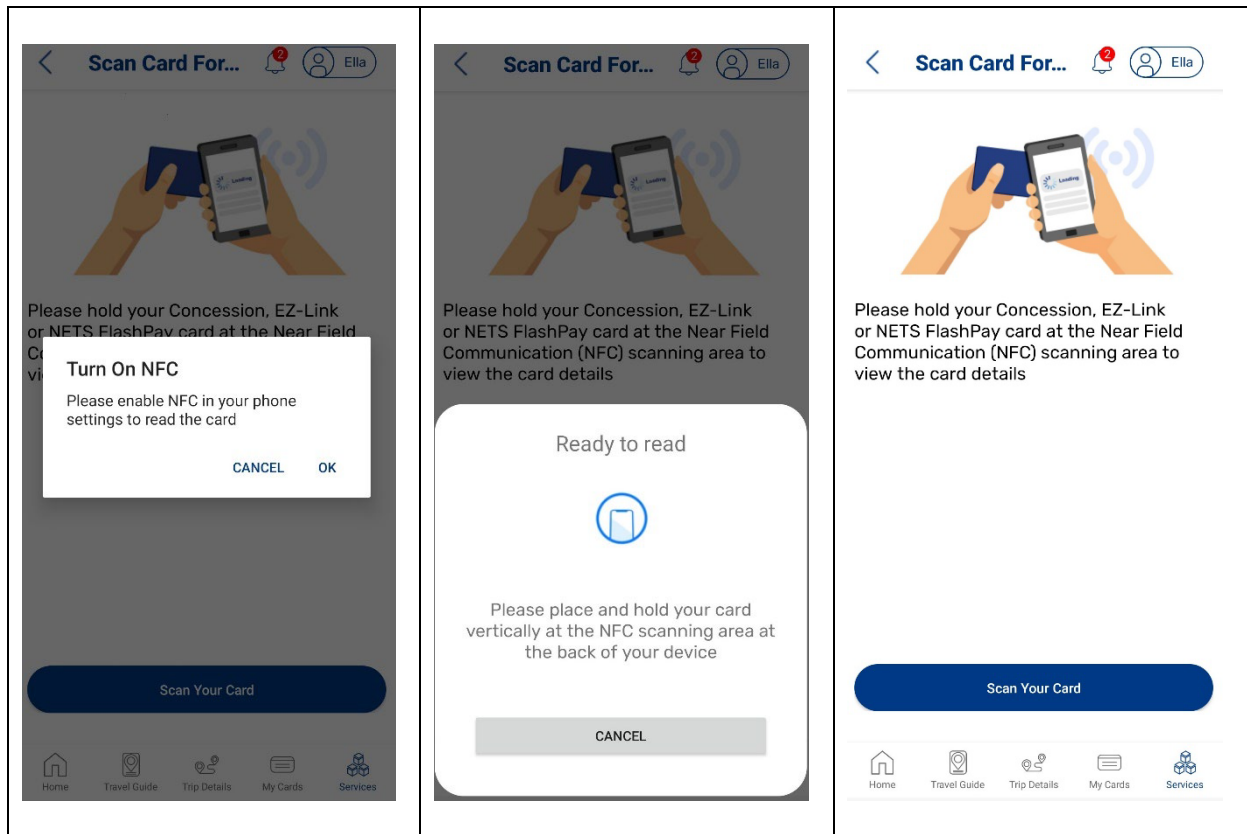 Scan Card For...
2
Ella
Loading
Please hold your Concession, EZ-Link
or NETS FlashPay card at the Near Field
Co
vi
Turn On NFC
Please enable NFC in your phone
settings to read the card
CANCEL OK
Scan Your Card
Home Travel Guide Trip Details My Cards Services
Scan Card For...
2
Ella
Loading
Please hold your Concession, EZ-Link
or NETS FlashPay card at the Near Field
Communication (NFC) scanning area to
view the card details
Ready to read
Please place and hold your card
vertically at the NFC scanning area at
the back of your device
CANCEL
Scan Card For...
2
Ella
Loading
Please hold your Concession, EZ-Link
or NETS FlashPay card at the Near Field
Communication (NFC) scanning area to
view the card details
Scan Your Card
Home Travel Guide Trip Details My Cards Services